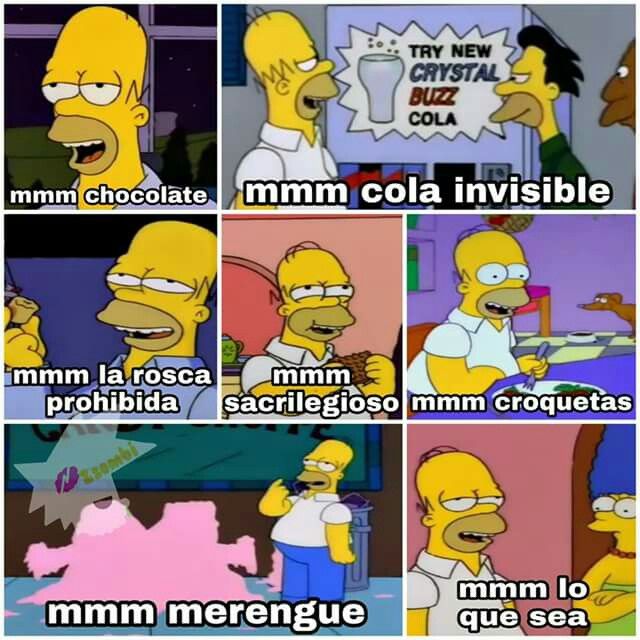 mmm chocolate
TRY NEW
CRYSTAL
BUZZ
COLA
mmm cola invisible
mmm la rosca
prohibida
mmm
sacrilegioso
mmm croquetas
mmm merengue
mmm lo
que sea